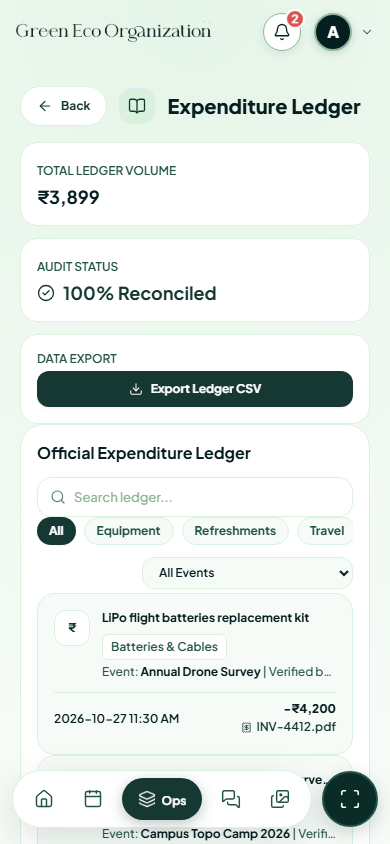 Green Eco Organization
2
A
Back
Expenditure Ledger
TOTAL LEDGER VOLUME
₹3,899
AUDIT STATUS
100% Reconciled
DATA EXPORT
Export Ledger CSV
Official Expenditure Ledger
Search ledger...
All
Equipment
Refreshments
Travel
All Events
₹
LiPo flight batteries replacement kit
Batteries & Cables
Event: Annual Drone Survey | Verified b...
2026-10-27 11:30 AM
-₹4,200
INV-4412.pdf
Ops
Event: Campus Topo Camp 2026 | Verifi...